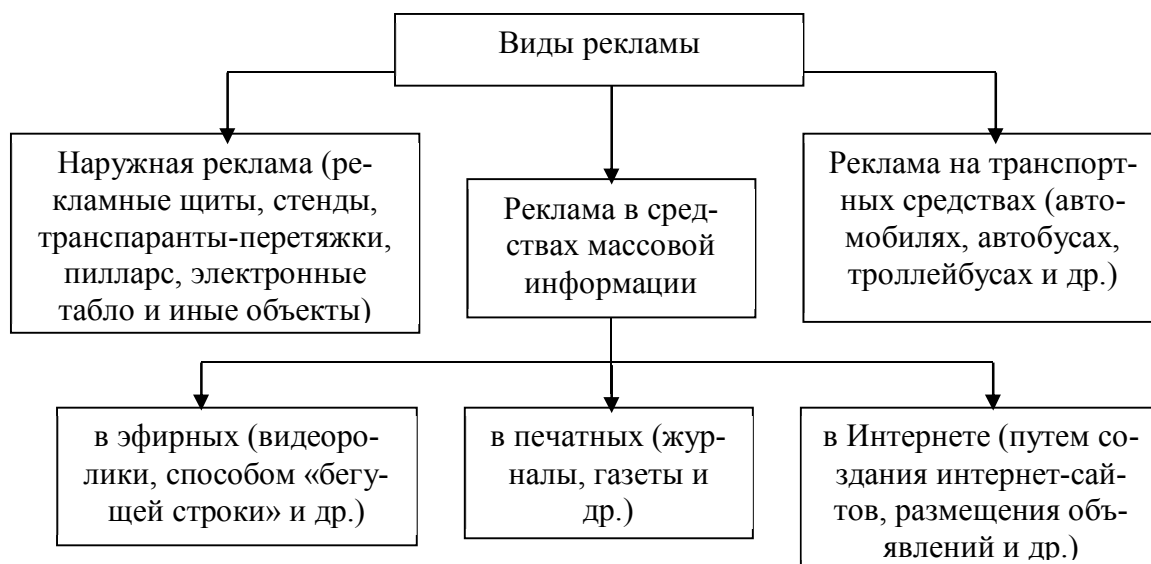 Виды рекламы
Наружная реклама (ре-
кламные щиты, стенды,
транспаранты-перетяжки,
пилларс, электронные
табло и иные объекты)
Реклама в сред-
ствах массовой
информации
Реклама на транспорт-
ных средствах (авто-
мобилях, автобусах,
троллейбусах и др.)
в эфирных (видеоро-
лики, способом «бегу-
щей строки» и др.)
в печатных (жур-
налы, газеты и
др.)
в Интернете (путем со-
здания интернет-сай-
тов, размещения объ-
явлений и др.)